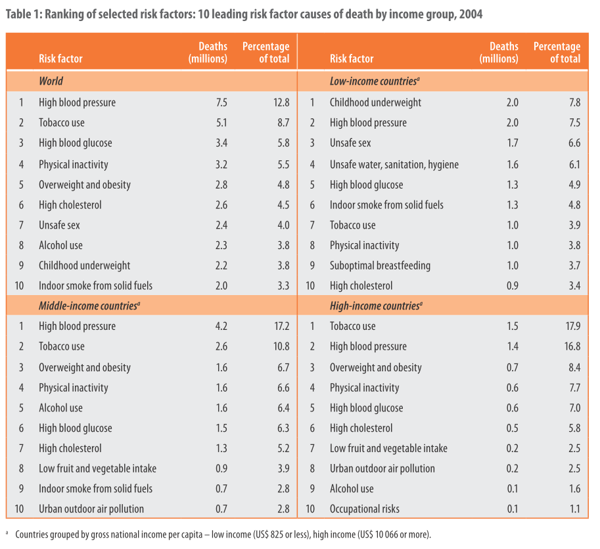 Table 1: Ranking of selected risk factors: 10 leading risk factor causes of death by income group, 2004
Risk factor Deaths (millions) Percentage of total
World
1 High blood pressure 7.5 12.8
2 Tobacco use 5.1 8.7
3 High blood glucose 3.4 5.8
4 Physical inactivity 3.2 5.5
5 Overweight and obesity 2.8 4.8
6 High cholesterol 2.6 4.5
7 Unsafe sex 2.4 4.0
8 Alcohol use 2.3 3.8
9 Childhood underweight 2.2 3.8
10 Indoor smoke from solid fuels 2.0 3.3
Risk factor Deaths (millions) Percentage of total
Low-income countriesᵃ
1 Childhood underweight 2.0 7.8
2 High blood pressure 2.0 7.5
3 Unsafe sex 1.7 6.6
4 Unsafe water, sanitation, hygiene 1.6 6.1
5 High blood glucose 1.3 4.9
6 Indoor smoke from solid fuels 1.3 4.8
7 Tobacco use 1.0 3.9
8 Physical inactivity 1.0 3.8
9 Suboptimal breastfeeding 1.0 3.7
10 High cholesterol 0.9 3.4
Middle-income countriesᵃ
1 High blood pressure 4.2 17.2
2 Tobacco use 2.6 10.8
3 Overweight and obesity 1.6 6.7
4 Physical inactivity 1.6 6.6
5 Alcohol use 1.6 6.4
6 High blood glucose 1.5 6.3
7 High cholesterol 1.3 5.2
8 Low fruit and vegetable intake 0.9 3.9
9 Indoor smoke from solid fuels 0.7 2.8
10 Urban outdoor air pollution 0.7 2.8
High-income countriesᵃ
1 Tobacco use 1.5 17.9
2 High blood pressure 1.4 16.8
3 Overweight and obesity 0.7 8.4
4 Physical inactivity 0.6 7.7
5 High blood glucose 0.6 7.0
6 High cholesterol 0.5 5.8
7 Low fruit and vegetable intake 0.2 2.5
8 Urban outdoor air pollution 0.2 2.5
9 Alcohol use 0.1 1.6
10 Occupational risks 0.1 1.1
ᵃ Countries grouped by gross national income per capita – low income (US$ 825 or less), high income (US$ 10 066 or more).